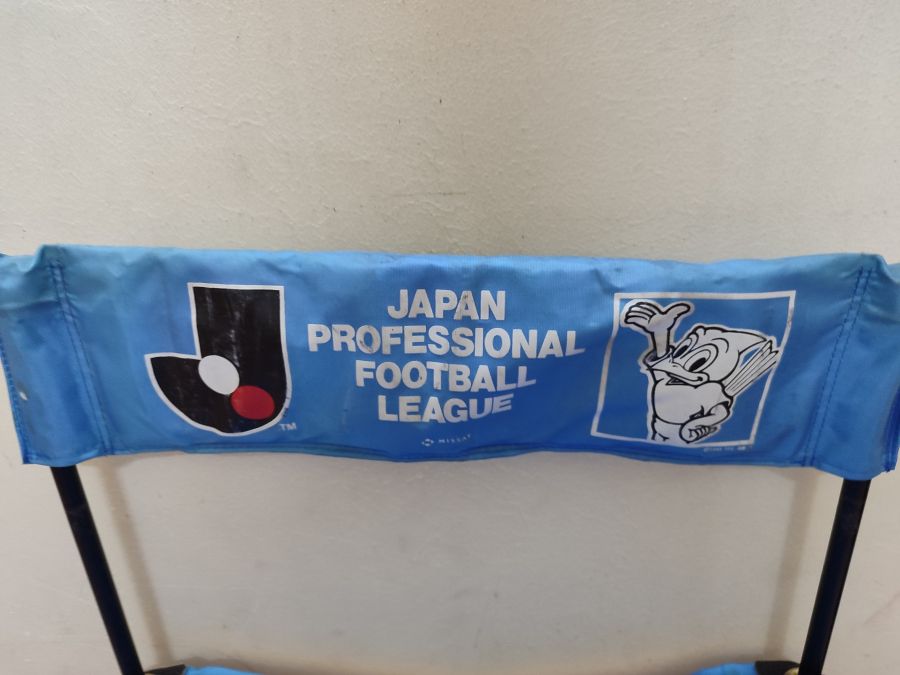 JAPAN
PROFESSIONAL
FOOTBALL
LEAGUE
TM